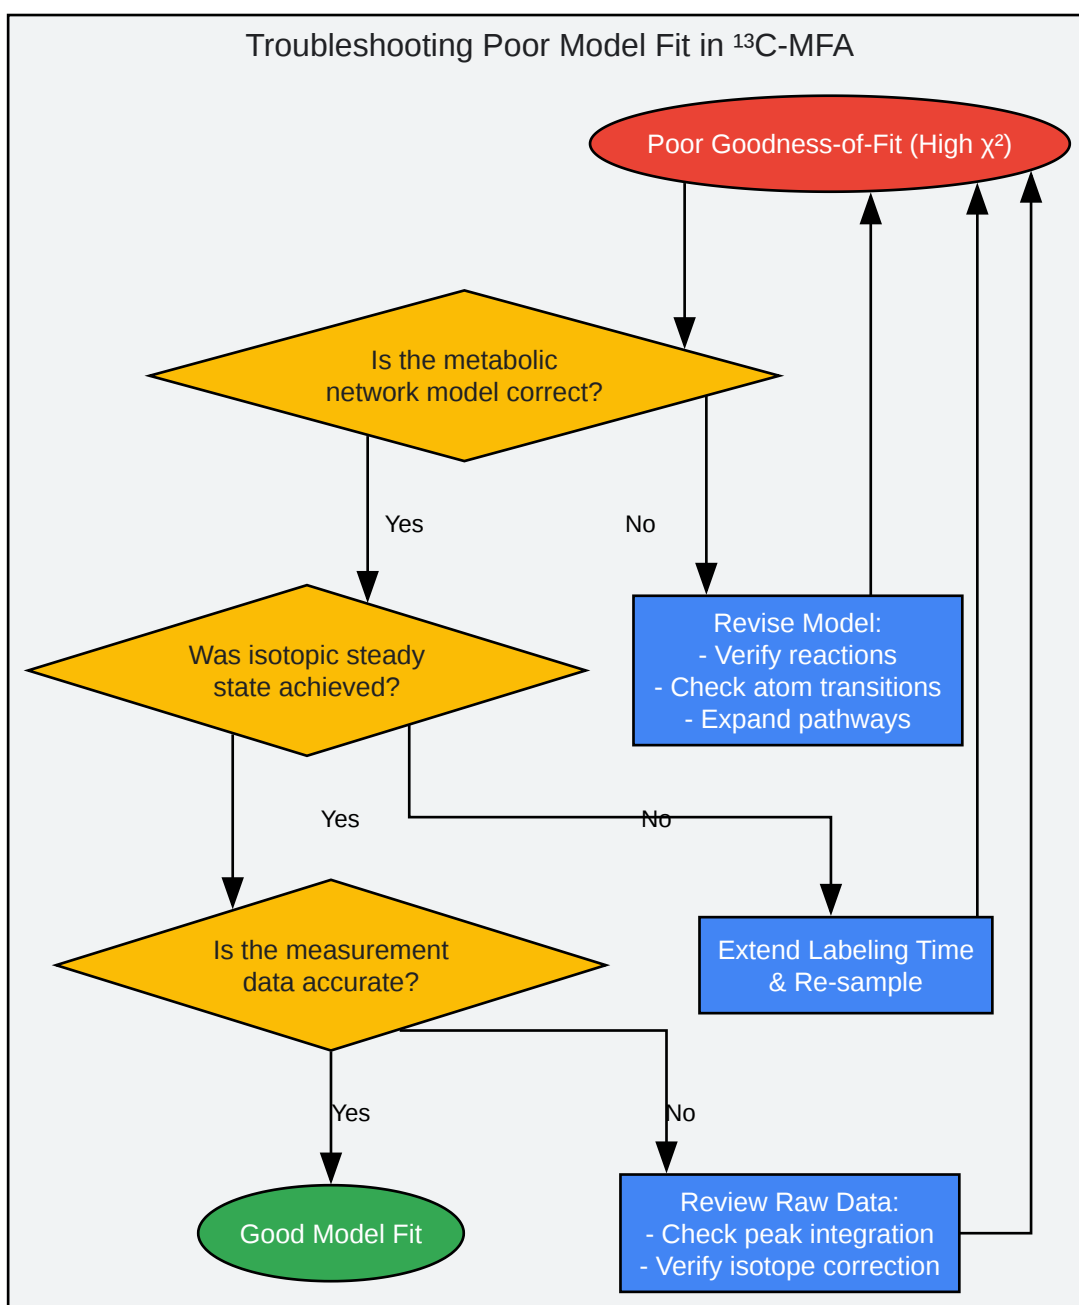 Troubleshooting Poor Model Fit in ¹³C-MFA
Poor Goodness-of-Fit (High χ²)
Is the metabolic
network model correct?
Yes
No
Revise Model:
- Verify reactions
- Check atom transitions
- Expand pathways
Was isotopic steady
state achieved?
Yes
No
Extend Labeling Time
& Re-sample
Is the measurement
data accurate?
Yes
No
Good Model Fit
Review Raw Data:
- Check peak integration
- Verify isotope correction